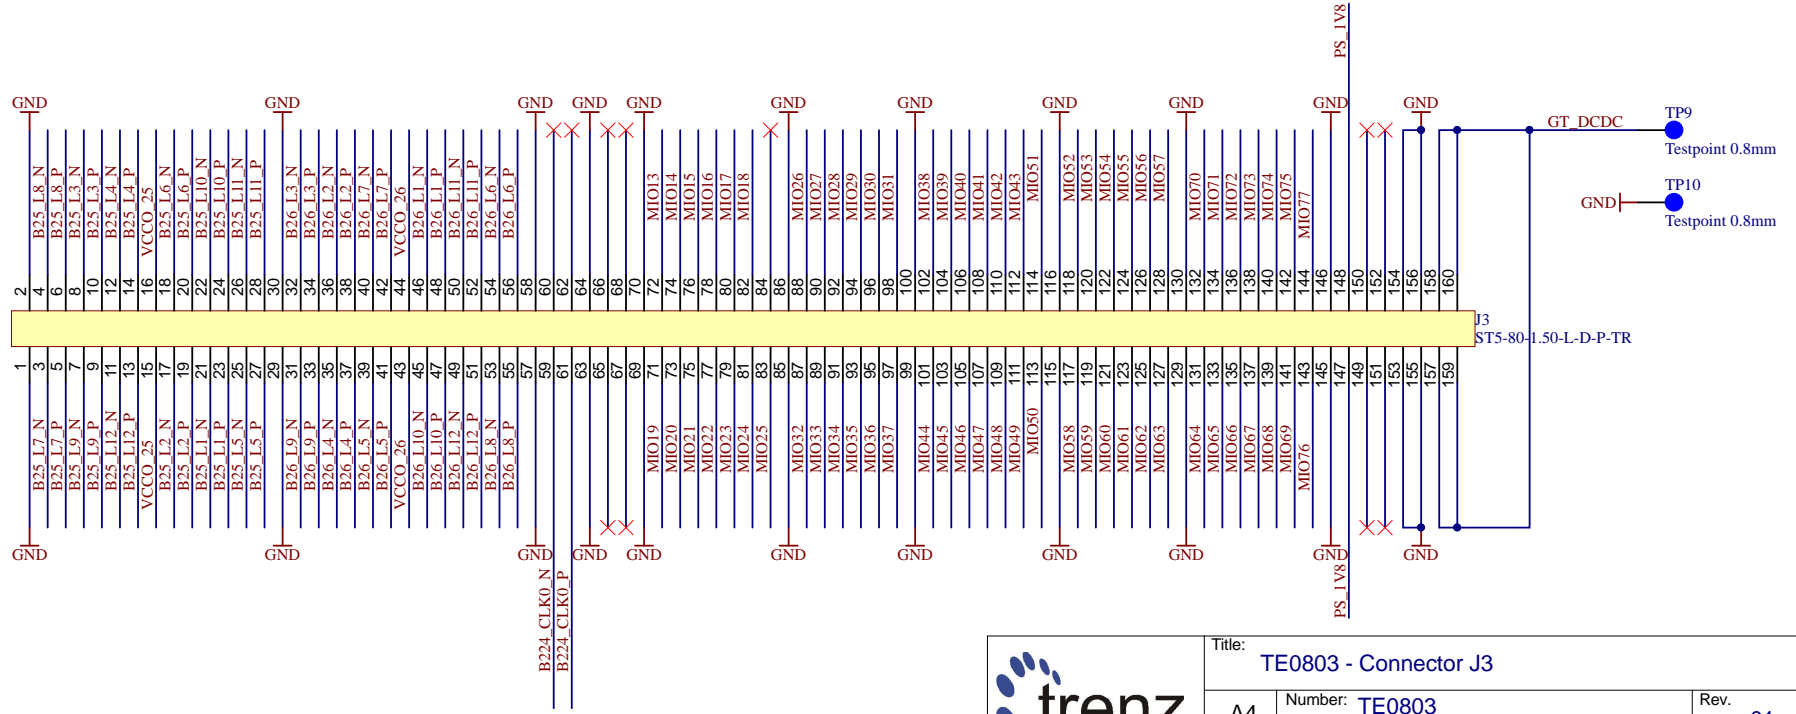 PS_1V8
GND GND GND GND GND GND GND GND GND GND GND
GT_DCDC
TP9
Testpoint 0.8mm
GND
TP10
Testpoint 0.8mm
B25_L8_N
B25_L8_P
B25_L3_N
B25_L3_P
B25_L4_N
B25_L4_P
VCCO_25
B25_L6_N
B25_L6_P
B25_L10_N
B25_L10_P
B25_L11_N
B25_L11_P
B26_L3_N
B26_L3_P
B26_L2_N
B26_L2_P
B26_L7_N
B26_L7_P
VCCO_26
B26_L1_N
B26_L1_P
B26_L11_N
B26_L11_P
B26_L6_N
B26_L6_P
MIO13
MIO14
MIO15
MIO16
MIO17
MIO18
MIO26
MIO27
MIO28
MIO29
MIO30
MIO31
MIO38
MIO39
MIO40
MIO41
MIO42
MIO43
MIO51
MIO52
MIO53
MIO54
MIO55
MIO56
MIO57
MIO70
MIO71
MIO72
MIO73
MIO74
MIO75
MIO77
2 4 6 8 10 12 14 16 18 20 22 24 26 28 30 32 34 36 38 40 42 44 46 48 50 52 54 56 58 60 62 64 66 68 70 72 74 76 78 80 82 84 86 88 90 92 94 96 98 100 102 104 106 108 110 112 114 116 118 120 122 124 126 128 130 132 134 136 138 140 142 144 146 148 150 152 154 156 158 160
J3
ST5-80-1.50-L-D-P-TR
1 3 5 7 9 11 13 15 17 19 21 23 25 27 29 31 33 35 37 39 41 43 45 47 49 51 53 55 57 59 61 63 65 67 69 71 73 75 77 79 81 83 85 87 89 91 93 95 97 99 101 103 105 107 109 111 113 115 117 119 121 123 125 127 129 131 133 135 137 139 141 143 145 147 149 151 153 155 157 159
B25_L7_N
B25_L7_P
B25_L9_N
B25_L9_P
B25_L12_N
B25_L12_P
VCCO_25
B25_L2_N
B25_L2_P
B25_L1_N
B25_L1_P
B25_L5_N
B25_L5_P
B26_L9_N
B26_L9_P
B26_L4_N
B26_L4_P
B26_L5_N
B26_L5_P
VCCO_26
B26_L10_N
B26_L10_P
B26_L12_N
B26_L12_P
B26_L8_N
B26_L8_P
MIO19
MIO20
MIO21
MIO22
MIO23
MIO24
MIO25
MIO32
MIO33
MIO34
MIO35
MIO36
MIO37
MIO44
MIO45
MIO46
MIO47
MIO48
MIO49
MIO50
MIO58
MIO59
MIO60
MIO61
MIO62
MIO63
MIO64
MIO65
MIO66
MIO67
MIO68
MIO69
MIO76
GND GND GND GND GND GND GND GND GND GND GND
B224_CLK0_N
B224_CLK0_P
PS_1V8
trenz
Title:
TE0803 - Connector J3
A4
Number: TE0803
Rev.